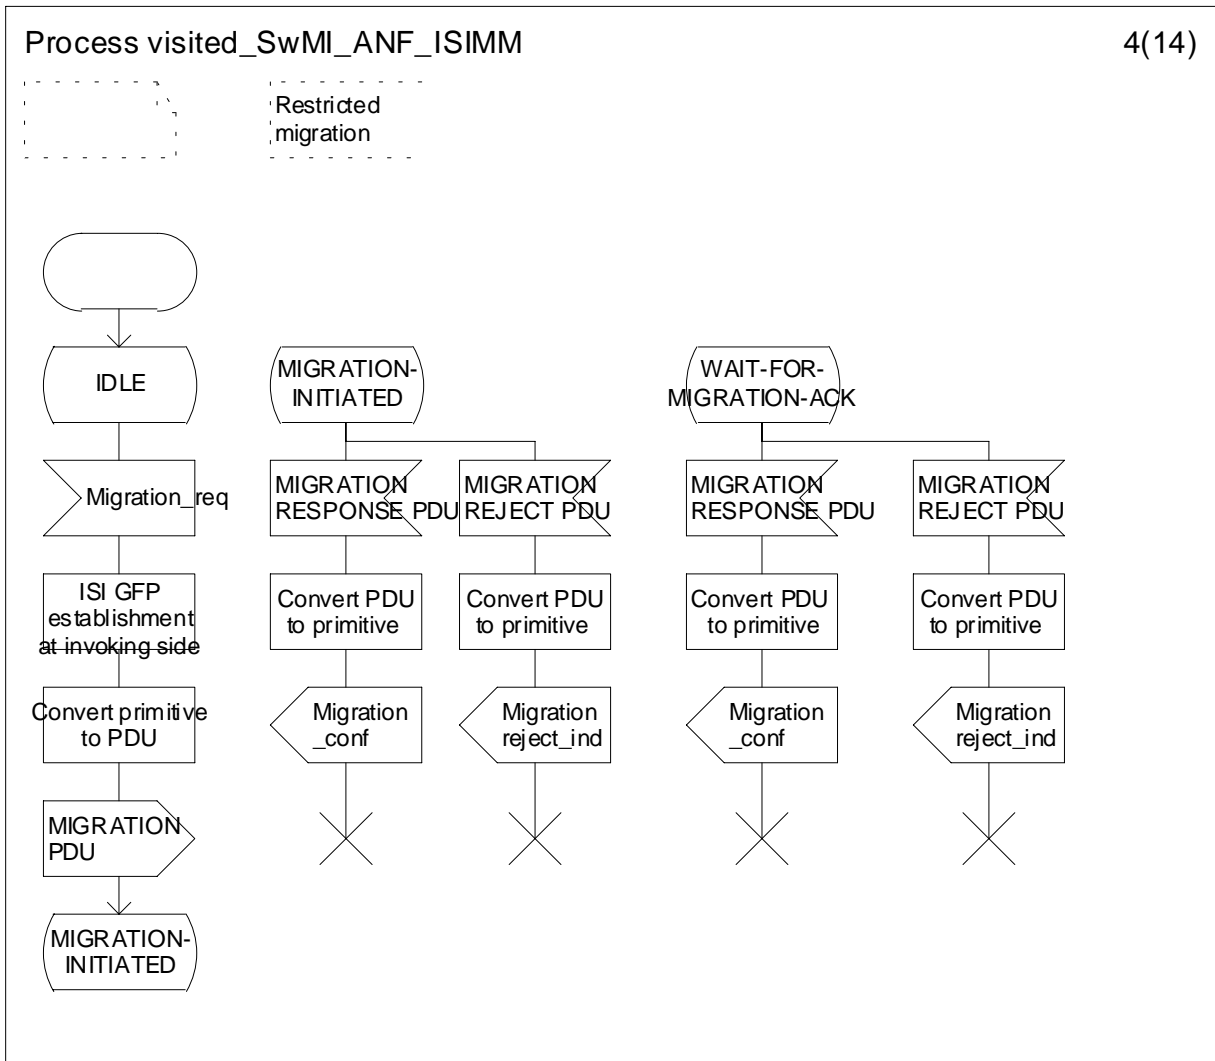 Process visited_SwMI_ANF_ISIMM
4(14)
Restricted
migration
IDLE
Migration_req
ISI GFP
establishment
at invoking side
Convert primitive
to PDU
MIGRATION
PDU
MIGRATION-
INITIATED
MIGRATION-
INITIATED
MIGRATION
RESPONSE PDU
Convert PDU
to primitive
Migration
_conf
MIGRATION
REJECT PDU
Convert PDU
to primitive
Migration
reject_ind
WAIT-FOR-
MIGRATION-ACK
MIGRATION
RESPONSE PDU
Convert PDU
to primitive
Migration
_conf
MIGRATION
REJECT PDU
Convert PDU
to primitive
Migration
reject_ind